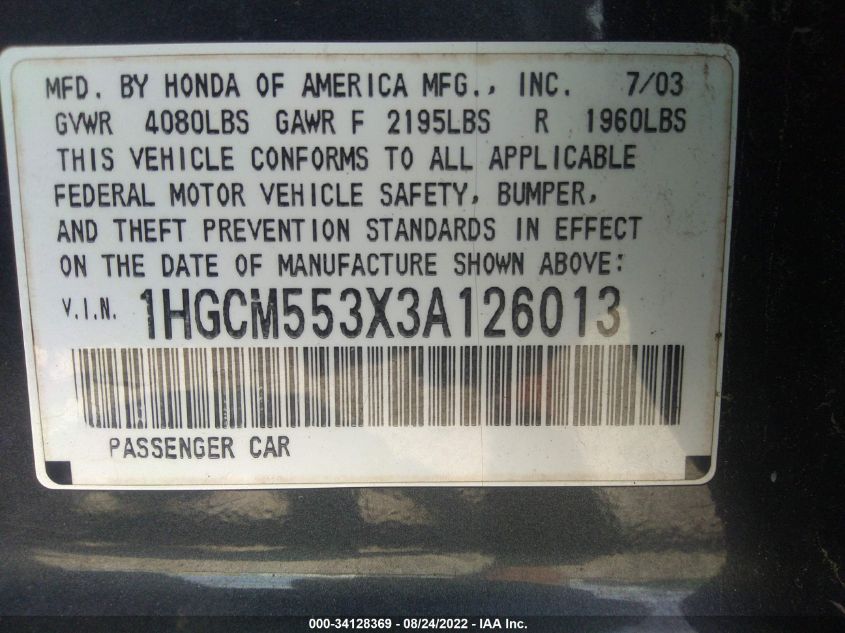 MFD. BY HONDA OF AMERICA MFG., INC. 7/03
GVWR 4080LBS GAWR F 2195LBS R 1960LBS
THIS VEHICLE CONFORMS TO ALL APPLICABLE
FEDERAL MOTOR VEHICLE SAFETY, BUMPER,
AND THEFT PREVENTION STANDARDS IN EFFECT
ON THE DATE OF MANUFACTURE SHOWN ABOVE:
V.I.N. 1HGCM553X3A126013
PASSENGER CAR
000-34128369 - 08/24/2022 - IAA Inc.